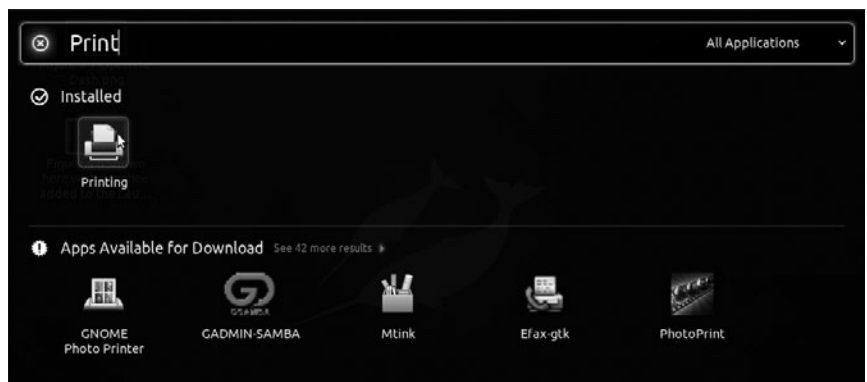 Print
All Applications
Installed
Printing
Apps Available for Download See 42 more results
GNOME
Photo Printer
GADMIN-SAMBA
Mtink
Efax-gtk
PhotoPrint